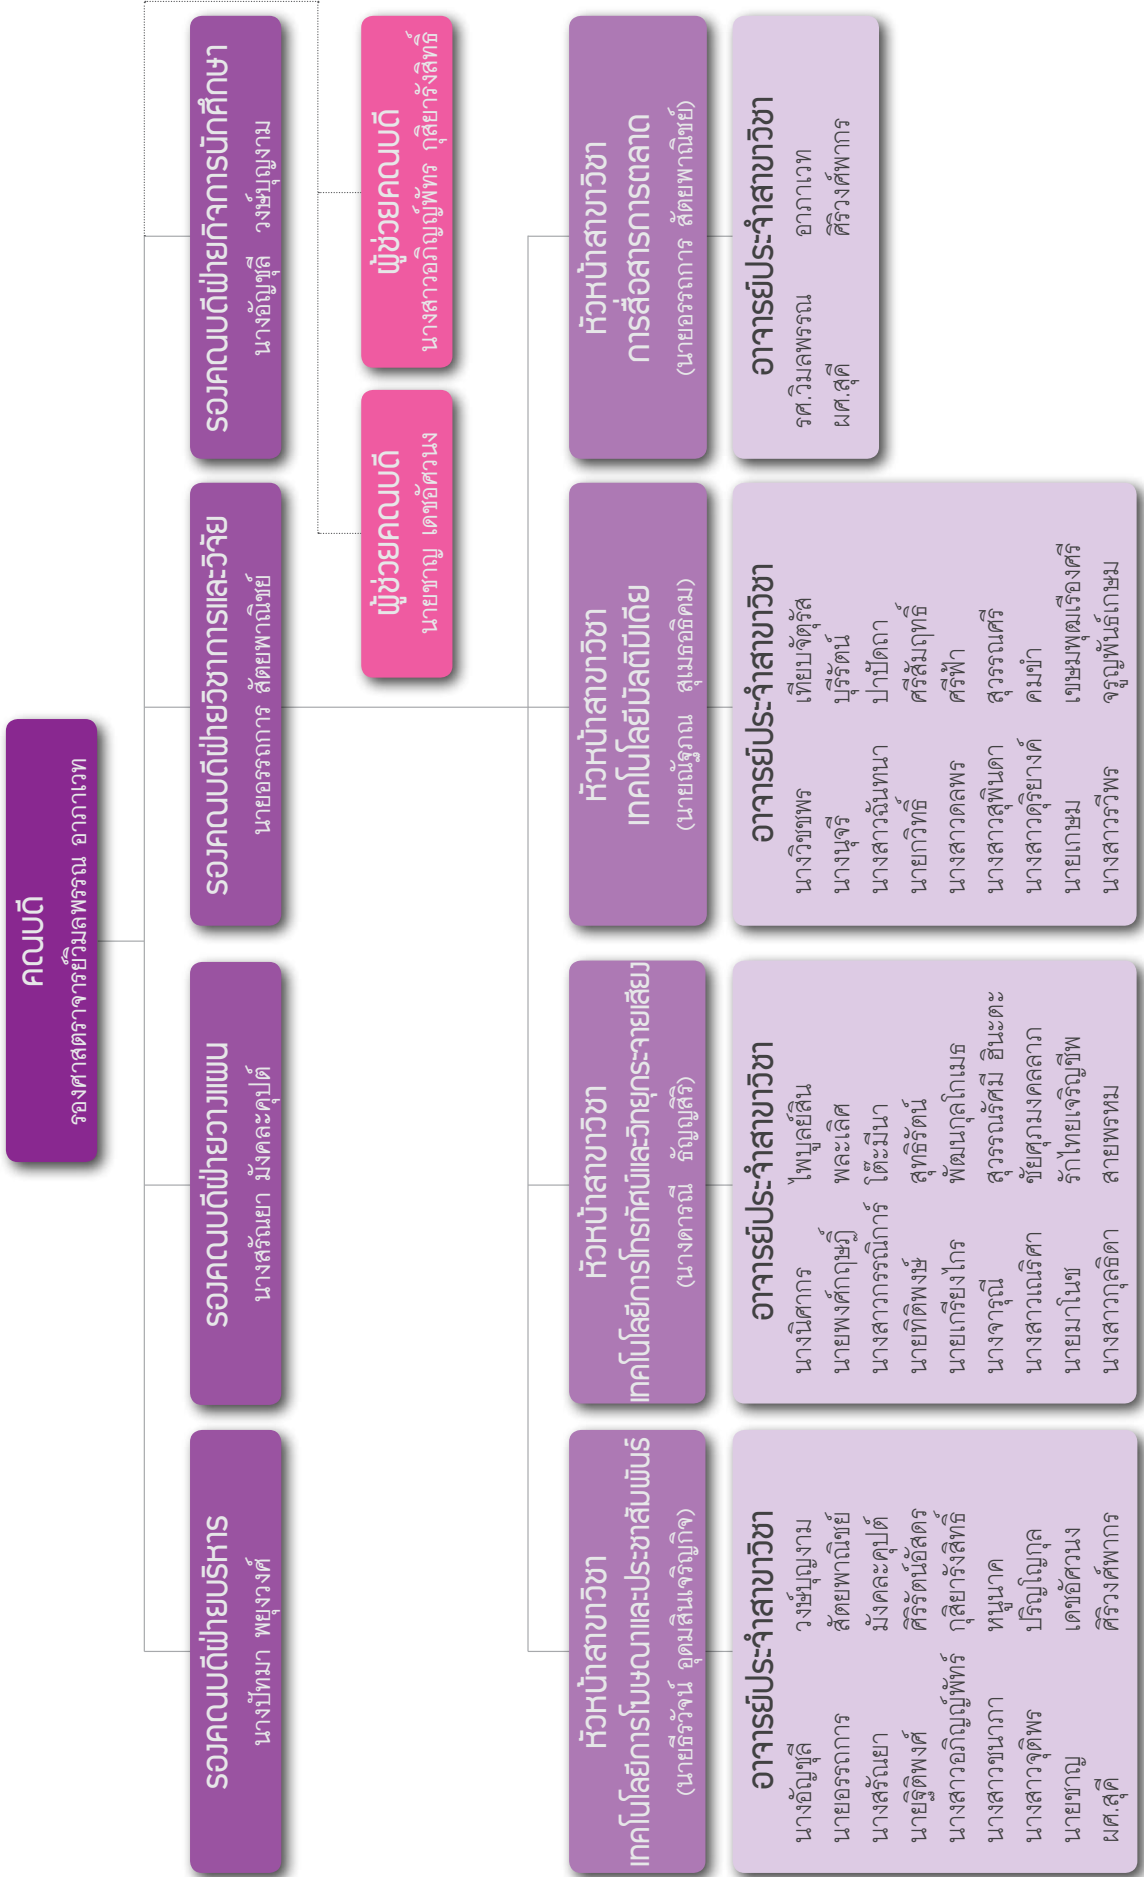 คณบดี
รองศาสตราจารย์วิมลพรรณ อาภาเวท
รองคณบดีฝ่ายบริหาร
นางปัทมา พยุงวงศ์
รองคณบดีฝ่ายวางแผน
นางสรัณยา มังคละคุปต์
รองคณบดีฝ่ายวิชาการและวิจัย
นายอรรถการ สัตยพาณิชย์
รองคณบดีฝ่ายกิจการนักศึกษา
นางอัญชุลี วงษ์บุญงาม
ผู้ช่วยคณบดี
นายชาญ เดชอัศวนง
ผู้ช่วยคณบดี
นางสาวอภิญญ์พัทร กุสิยารังสิทธิ์
หัวหน้าสาขาวิชา
เทคโนโลยีการโฆษณาและประชาสัมพันธ์
(นายธีรวัจน์ อุดมสินเจริญกิจ)
หัวหน้าสาขาวิชา
เทคโนโลยีการโทรทัศน์และวิทยุกระจายเสียง
(นางดารณี ธัญญสิริ)
หัวหน้าสาขาวิชา
เทคโนโลยีมัลติมีเดีย
(นายณัฐภณ สุเมธอธิคม)
หัวหน้าสาขาวิชา
การสื่อสารการตลาด
(นายอรรถการ สัตยพาณิชย์)
อาจารย์ประจำสาขาวิชา
นางอัญชุลี วงษ์บุญงาม
นายอรรถการ สัตยพาณิชย์
นางสรัณยา มังคละคุปต์
นายฐิติพงศ์ ศิริรัตน์อัสดร
นางสาวอภิญญ์พัทร์ กุสิยารังสิทธิ์
นางสาวชนาภา หนูนาค
นางสาวจุติพร ปริญโญกุล
นายชาญ เดชอัศวนง
ผศ.สุคี ศิริวงศ์พากร
อาจารย์ประจำสาขาวิชา
นางนิศากร ไพบูลย์สิน
นายพงศ์กฤษฎิ์ พละเลิศ
นางสาวกรรณิการ์ โต๊ะมีนา
นายทิติพงษ์ สุทธิรัตน์
นายเกรียงไกร พัฒนกุลโกเมธ
นางจารุณี สุวรรณรัศมี ฮีนะตะ
นางสาวเณริศา ชัยศุภมงคลลาภ
นายมาโนช รักไทยเจริญชีพ
นางสาวกุลธิดา สายพรหม
อาจารย์ประจำสาขาวิชา
นางวิชชพร เทียบจัตุรัส
นางนุจรี บุรีรัตน์
นางสาวฉันทนา ปาปัดถา
นายกวิทธิ์ ศรีสัมฤทธิ์
นางสาวดลพร ศรีฟ้า
นางสาวสุพินดา สุวรรณศรี
นางสาวดุริยางค์ คมขำ
นายเกษม เขษมพุฒเรืองศรี
นางสาวรวีพร จรูญพันธ์เกษม
อาจารย์ประจำสาขาวิชา
รศ.วิมลพรรณ อาภาเวท
ผศ.สุคี ศิริวงศ์พากร